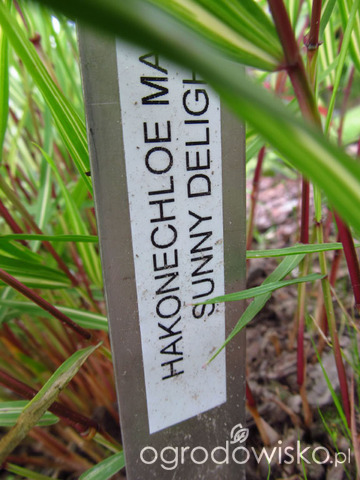 HAKONECHLOE MA
SUNNY DELIGH
ogrodowisko.pl